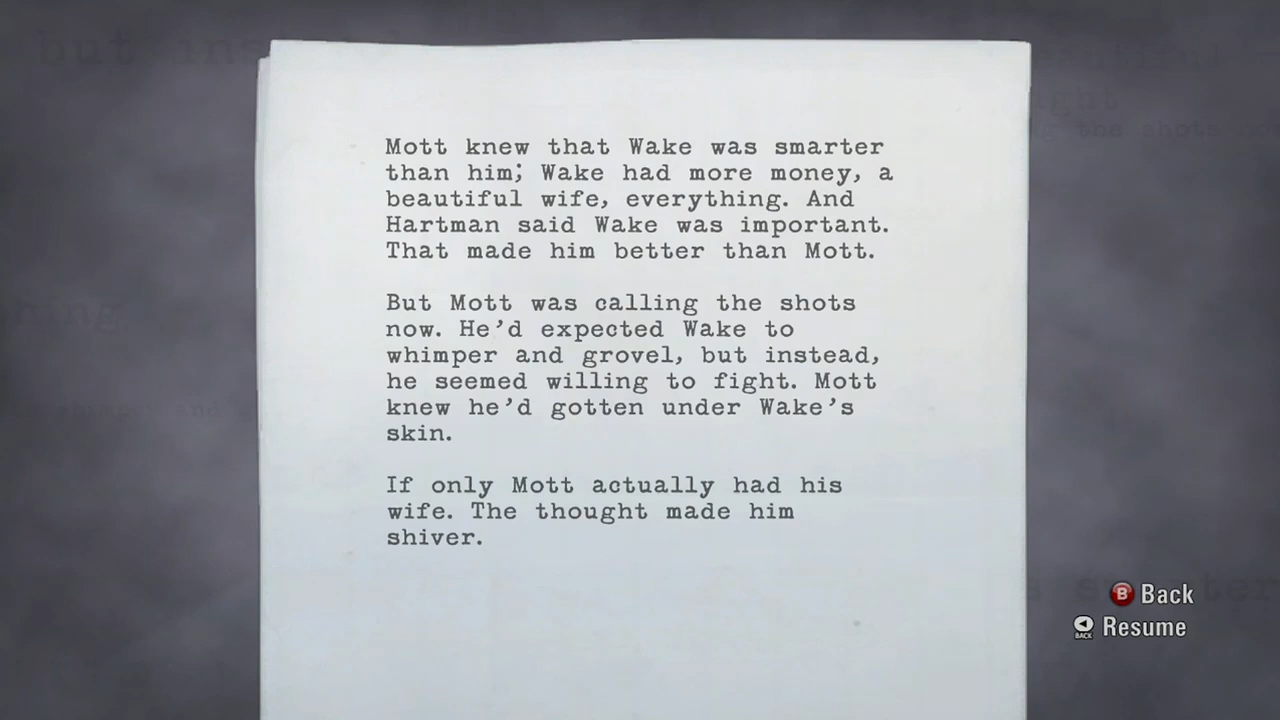 Mott knew that Wake was smarter
than him; Wake had more money, a
beautiful wife, everything. And
Hartman said Wake was important.
That made him better than Mott.
But Mott was calling the shots
now. He'd expected Wake to
whimper and grovel, but instead,
he seemed willing to fight. Mott
knew he'd gotten under Wake's
skin.
If only Mott actually had his
wife. The thought made him
shiver.
B Back
BACK Resume